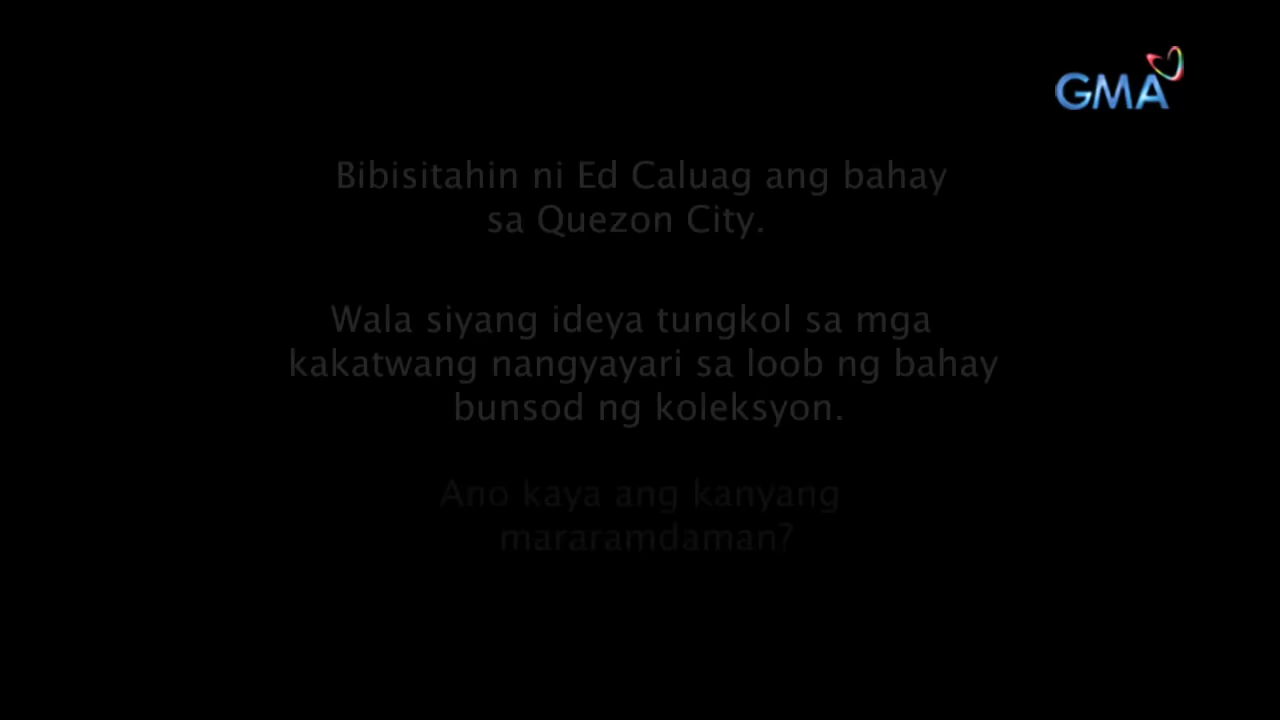 GMA
Bibisitahin ni Ed Caluag ang bahay
sa Quezon City.
Wala siyang ideya tungkol sa mga
kakatwang nangyayari sa loob ng bahay
bunsod ng koleksyon.
Ano kaya ang kanyang
mararamdaman?